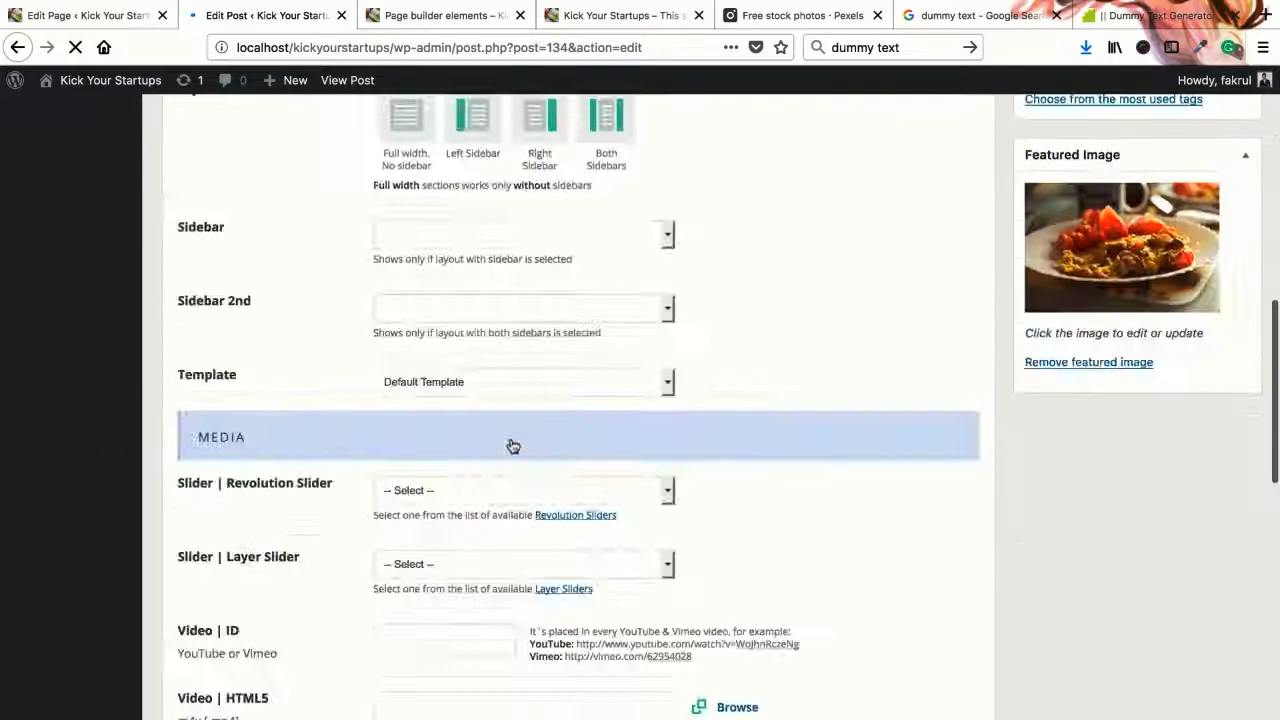 Edit Page ‹ Kick Your Startu
Edit Post ‹ Kick Your Startu
Page builder elements – Ki
Kick Your Startups – This s
Free stock photos · Pexels
dummy text - Google Sear
|| Dummy Text Generator
localhost/kickyourstartups/wp-admin/post.php?post=134&action=edit
dummy text
Kick Your Startups
1
0
New
View Post
Howdy, fakrul
Choose from the most used tags
Full width. No sidebar
Left Sidebar
Right Sidebar
Both Sidebars
Full width sections works only without sidebars
Featured Image
Sidebar
Shows only if layout with sidebar is selected
Sidebar 2nd
Shows only if layout with both sidebars is selected
Click the image to edit or update
Remove featured image
Template
Default Template
MEDIA
Slider | Revolution Slider
-- Select --
Select one from the list of available Revolution Sliders
Slider | Layer Slider
-- Select --
Select one from the list of available Layer Sliders
Video | ID
YouTube or Vimeo
It`s placed in every YouTube & Vimeo video, for example:
YouTube: http://www.youtube.com/watch?v=WoJhnRczeNg
Vimeo: http://vimeo.com/62954028
Video | HTML5
Browse